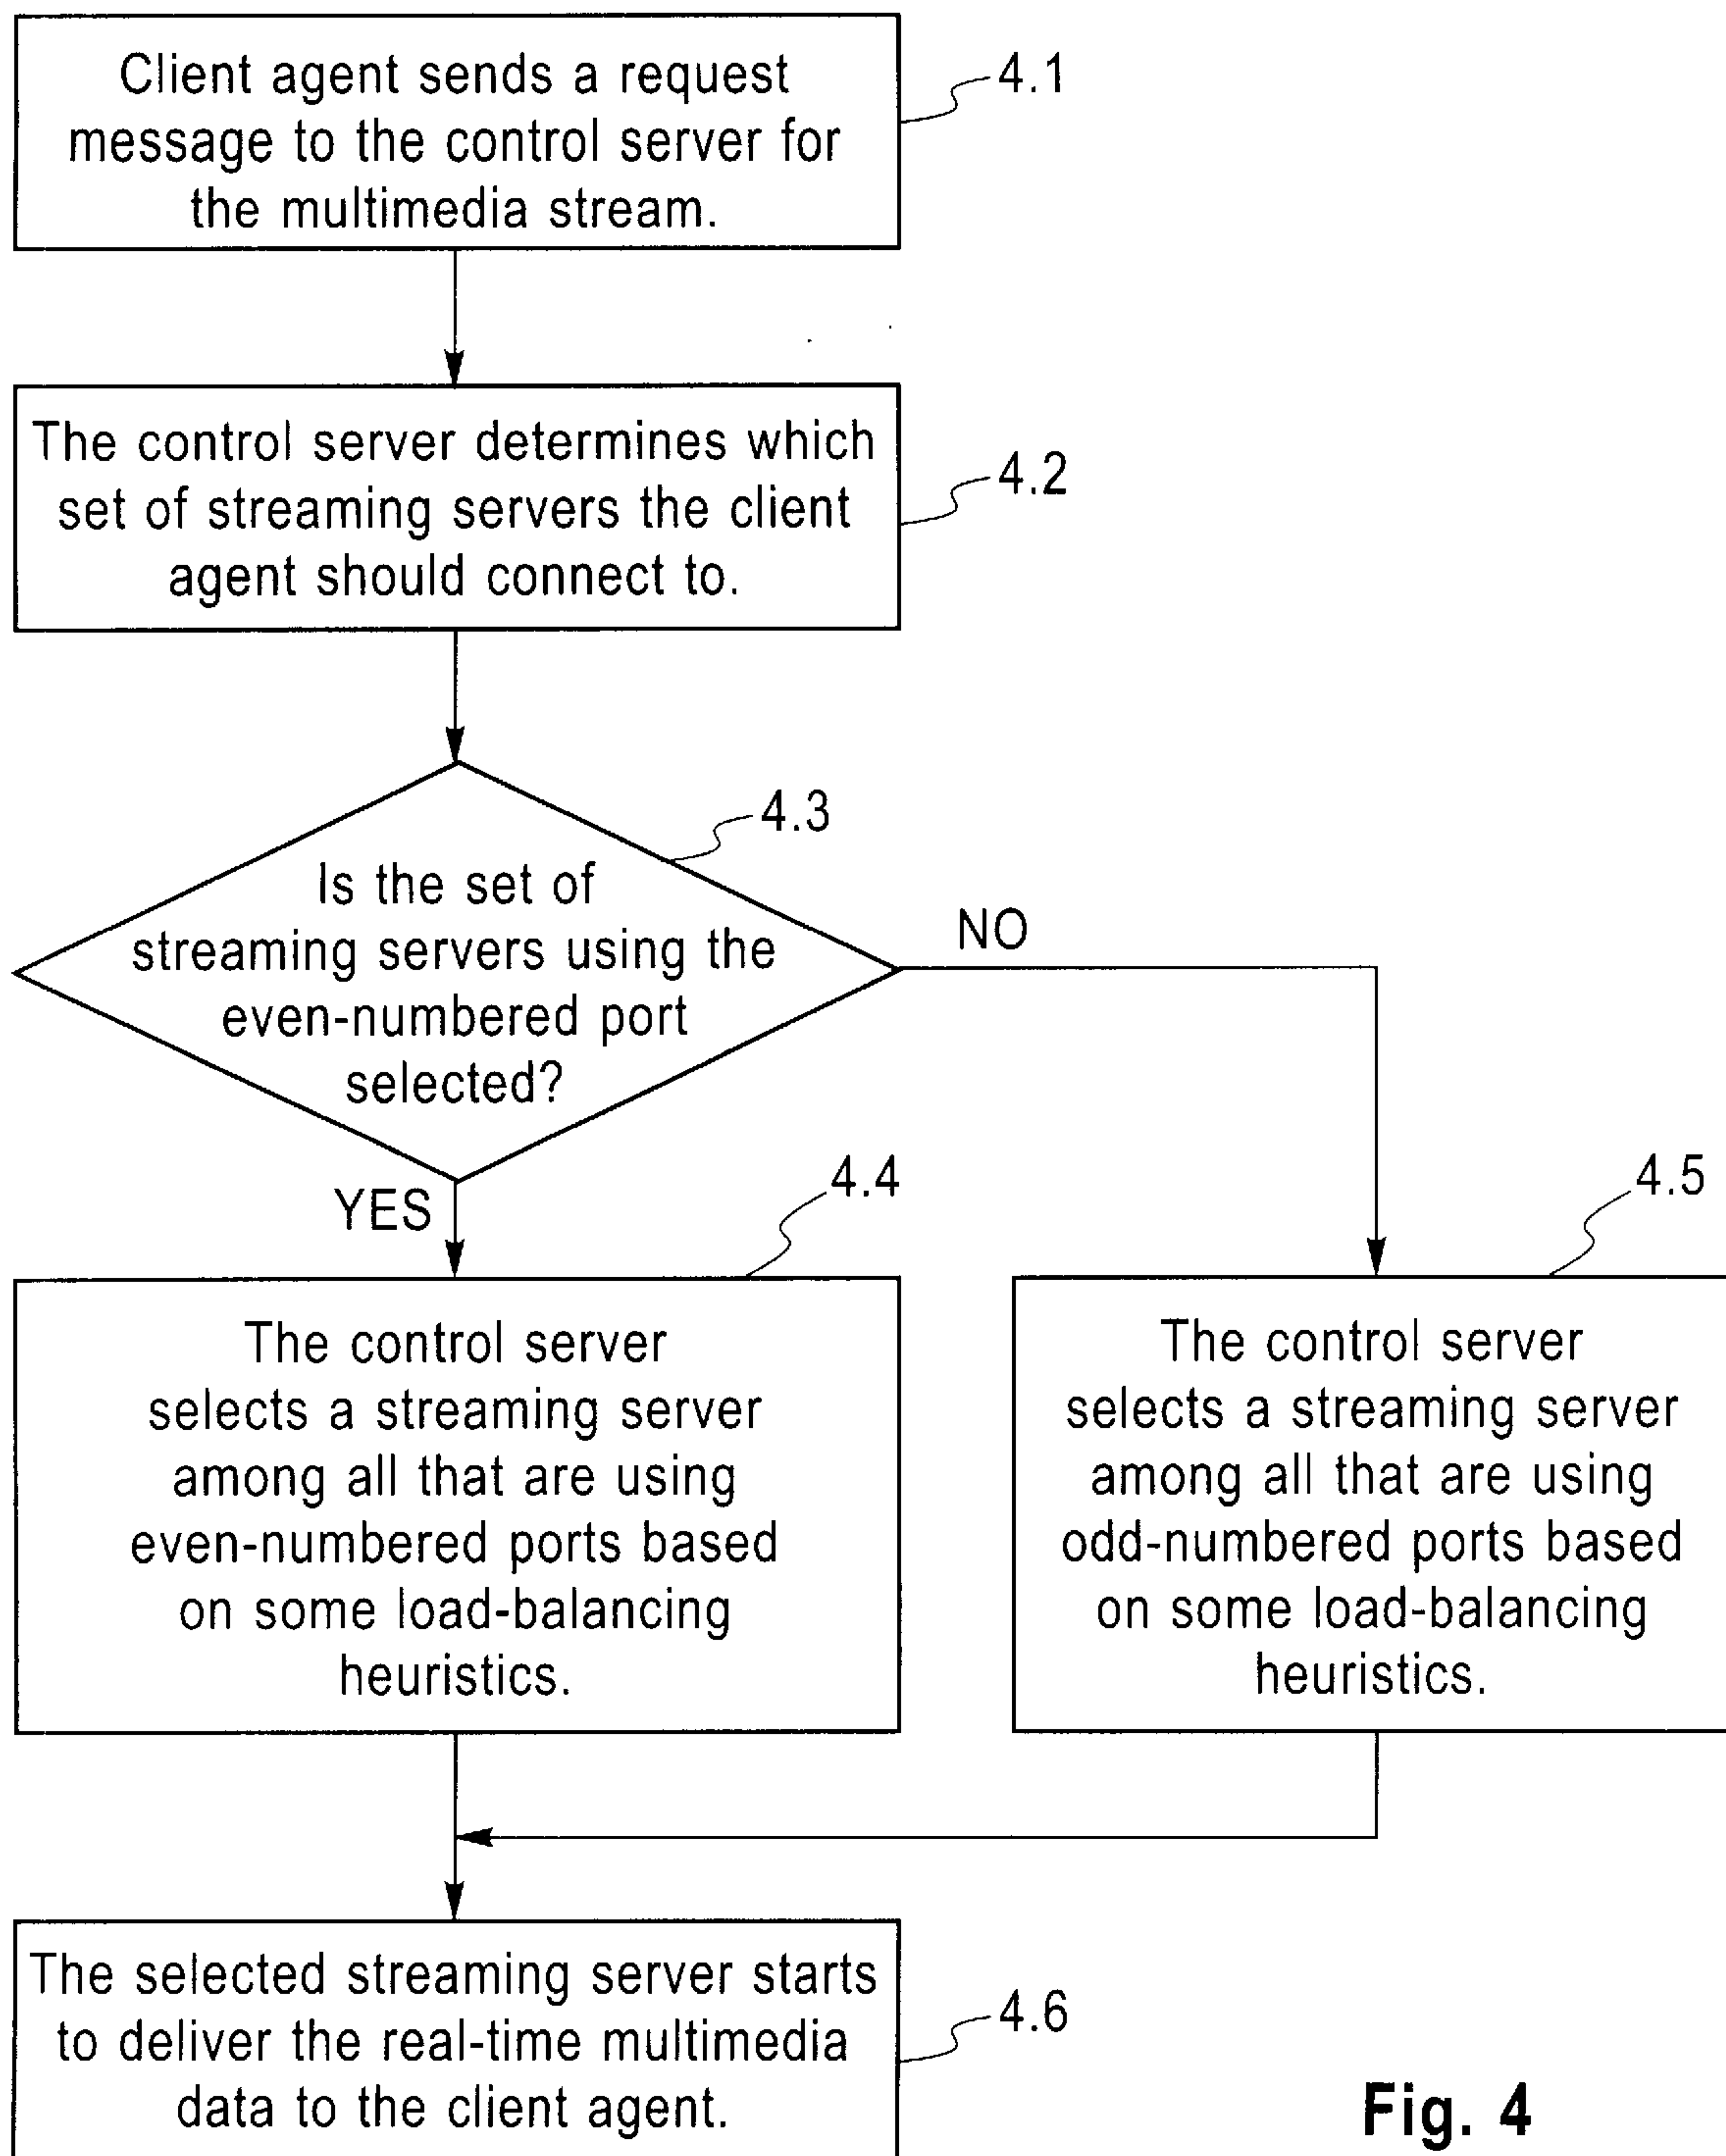 Client agent sends a request
message to the control server for
the multimedia stream.
4.1
The control server determines which
set of streaming servers the client
agent should connect to.
4.2
4.3
Is the set of
streaming servers using the
even-numbered port
selected?
NO
YES
4.4
The control server
selects a streaming server
among all that are using
even-numbered ports based
on some load-balancing
heuristics.
4.5
The control server
selects a streaming server
among all that are using
odd-numbered ports based
on some load-balancing
heuristics.
The selected streaming server starts
to deliver the real-time multimedia
data to the client agent.
4.6
Fig. 4